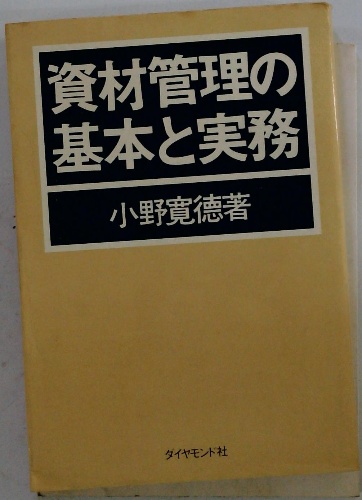 資材管理の
基本と実務
小野寛徳著
ダイヤモンド社